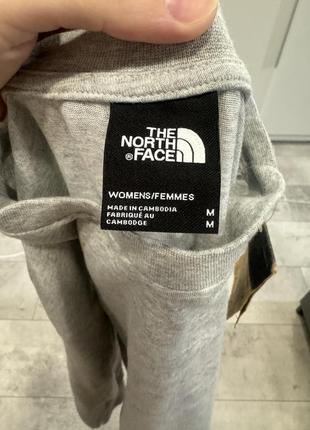 THE
NORTH
FACE®
WOMENS/FEMMES
MADE IN CAMBODIA M
FABRIQUÉ AU
CAMBODGE M